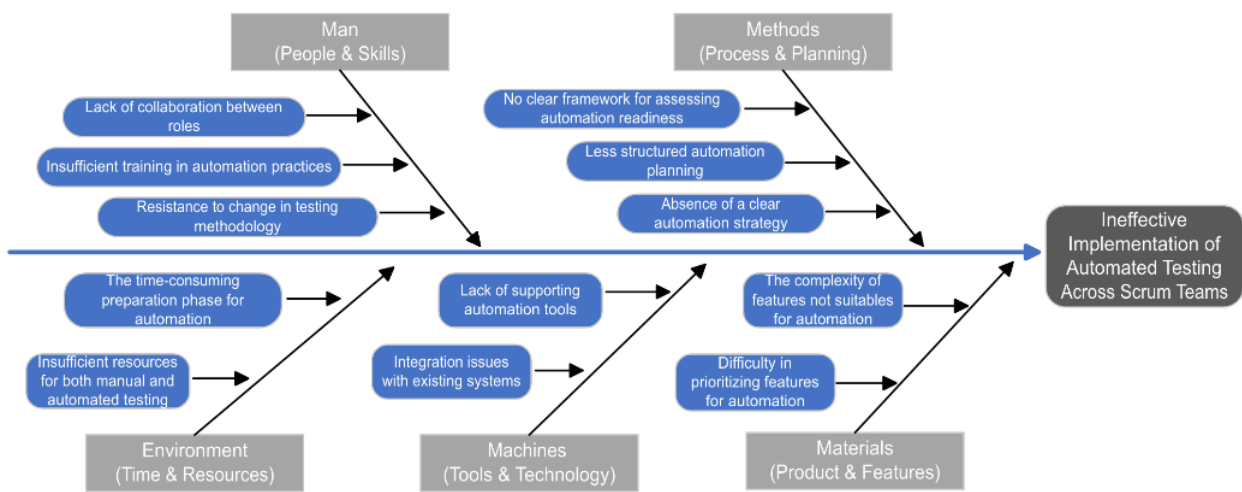 Man
(People & Skills)
Methods
(Process & Planning)
Lack of collaboration between
roles
Insufficient training in automation practices
Resistance to change in testing
methodology
No clear framework for assessing
automation readiness
Less structured automation
planning
Absence of a clear
automation strategy
Ineffective
Implementation of
Automated Testing
Across Scrum Teams
The time-consuming
preparation phase for
automation
Insufficient resources
for both manual and
automated testing
Lack of supporting
automation tools
Integration issues
with existing systems
The complexity of
features not suitables
for automation
Difficulty in
prioritizing features
for automation
Environment
(Time & Resources)
Machines
(Tools & Technology)
Materials
(Product & Features)